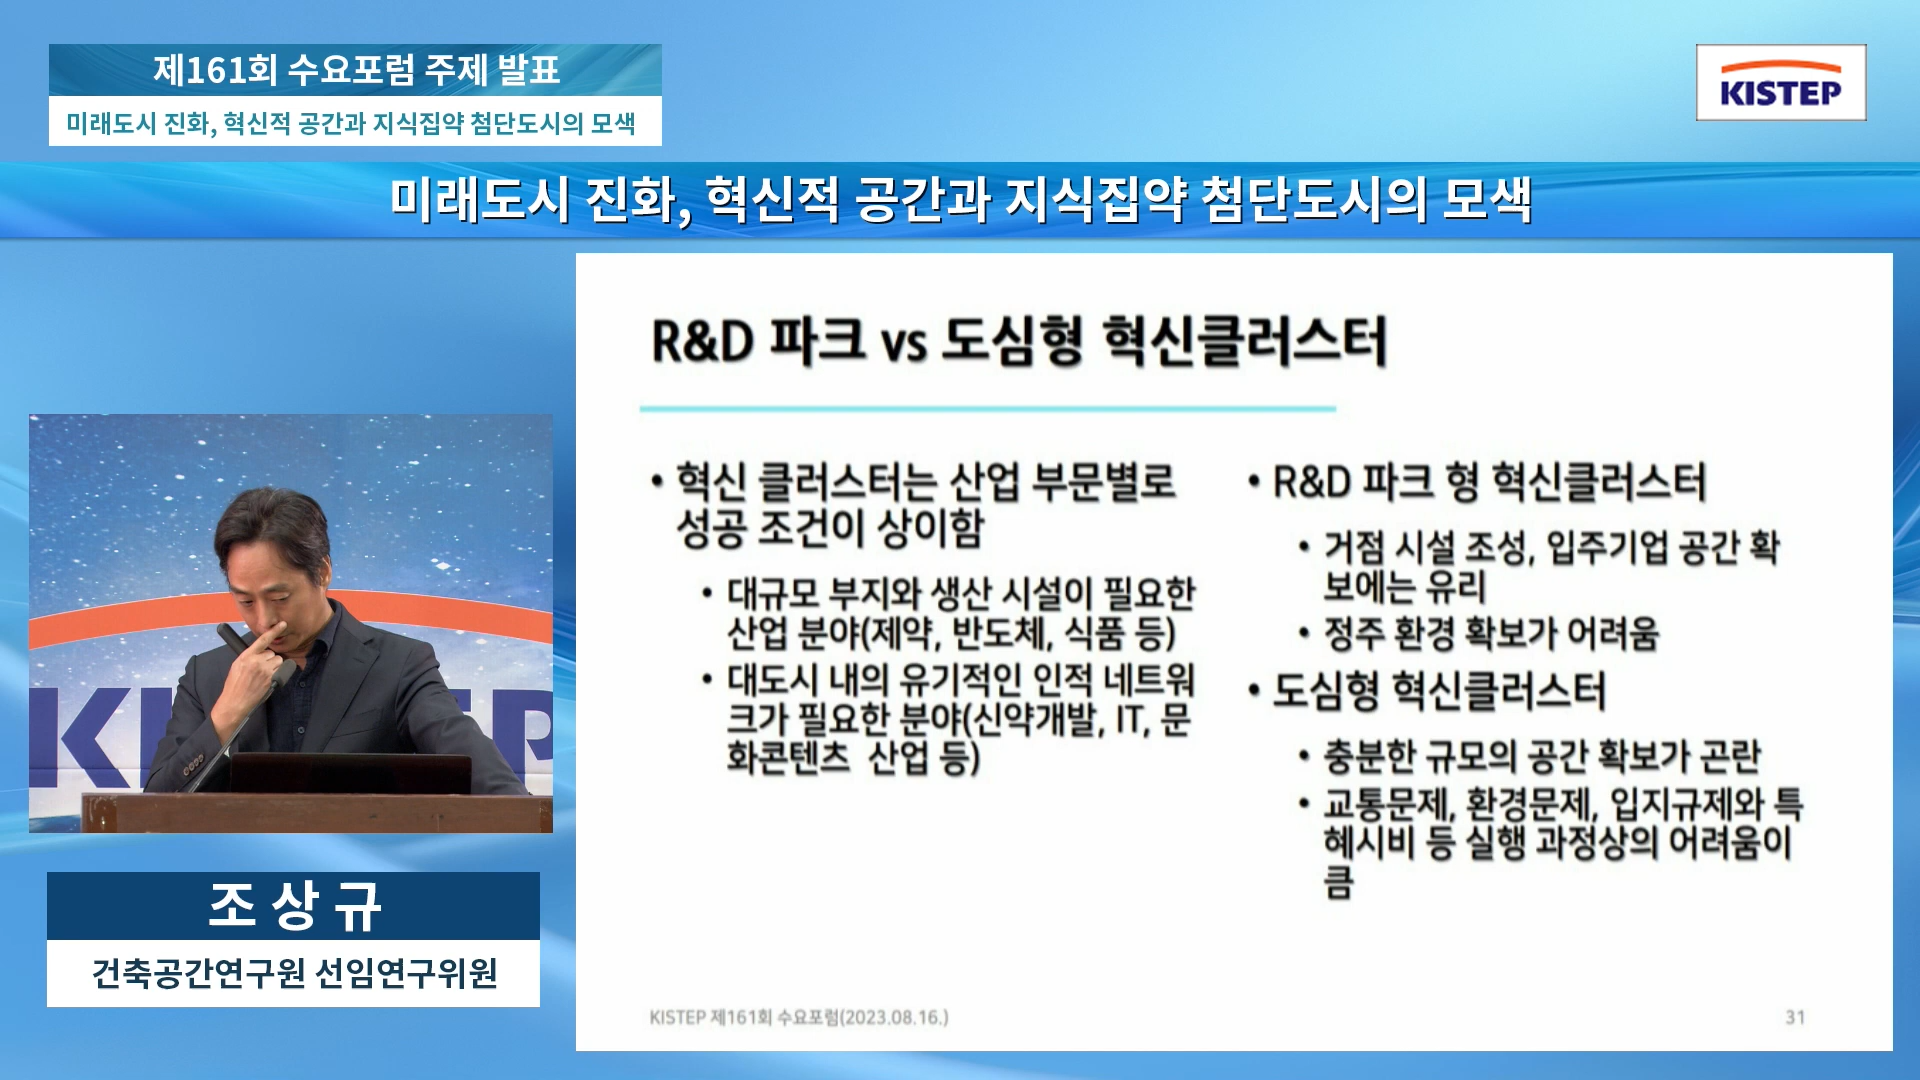 제161회 수요포럼 주제 발표
미래도시 진화, 혁신적 공간과 지식집약 첨단도시의 모색
KISTEP
미래도시 진화, 혁신적 공간과 지식집약 첨단도시의 모색
R&D 파크 vs 도심형 혁신클러스터
• 혁신 클러스터는 산업 부문별로
성공 조건이 상이함
• 대규모 부지와 생산 시설이 필요한
산업 분야(제약, 반도체, 식품 등)
• 대도시 내의 유기적인 인적 네트워
크가 필요한 분야(신약개발, IT, 문
화콘텐츠 산업 등)
• R&D 파크 형 혁신클러스터
• 거점 시설 조성, 입주기업 공간 확
보에는 유리
• 정주 환경 확보가 어려움
• 도심형 혁신클러스터
• 충분한 규모의 공간 확보가 곤란
• 교통문제, 환경문제, 입지규제와 특
혜시비 등 실행 과정상의 어려움이
큼
KISTEP 제161회 수요포럼(2023.08.16.)
31
조상규
건축공간연구원 선임연구위원